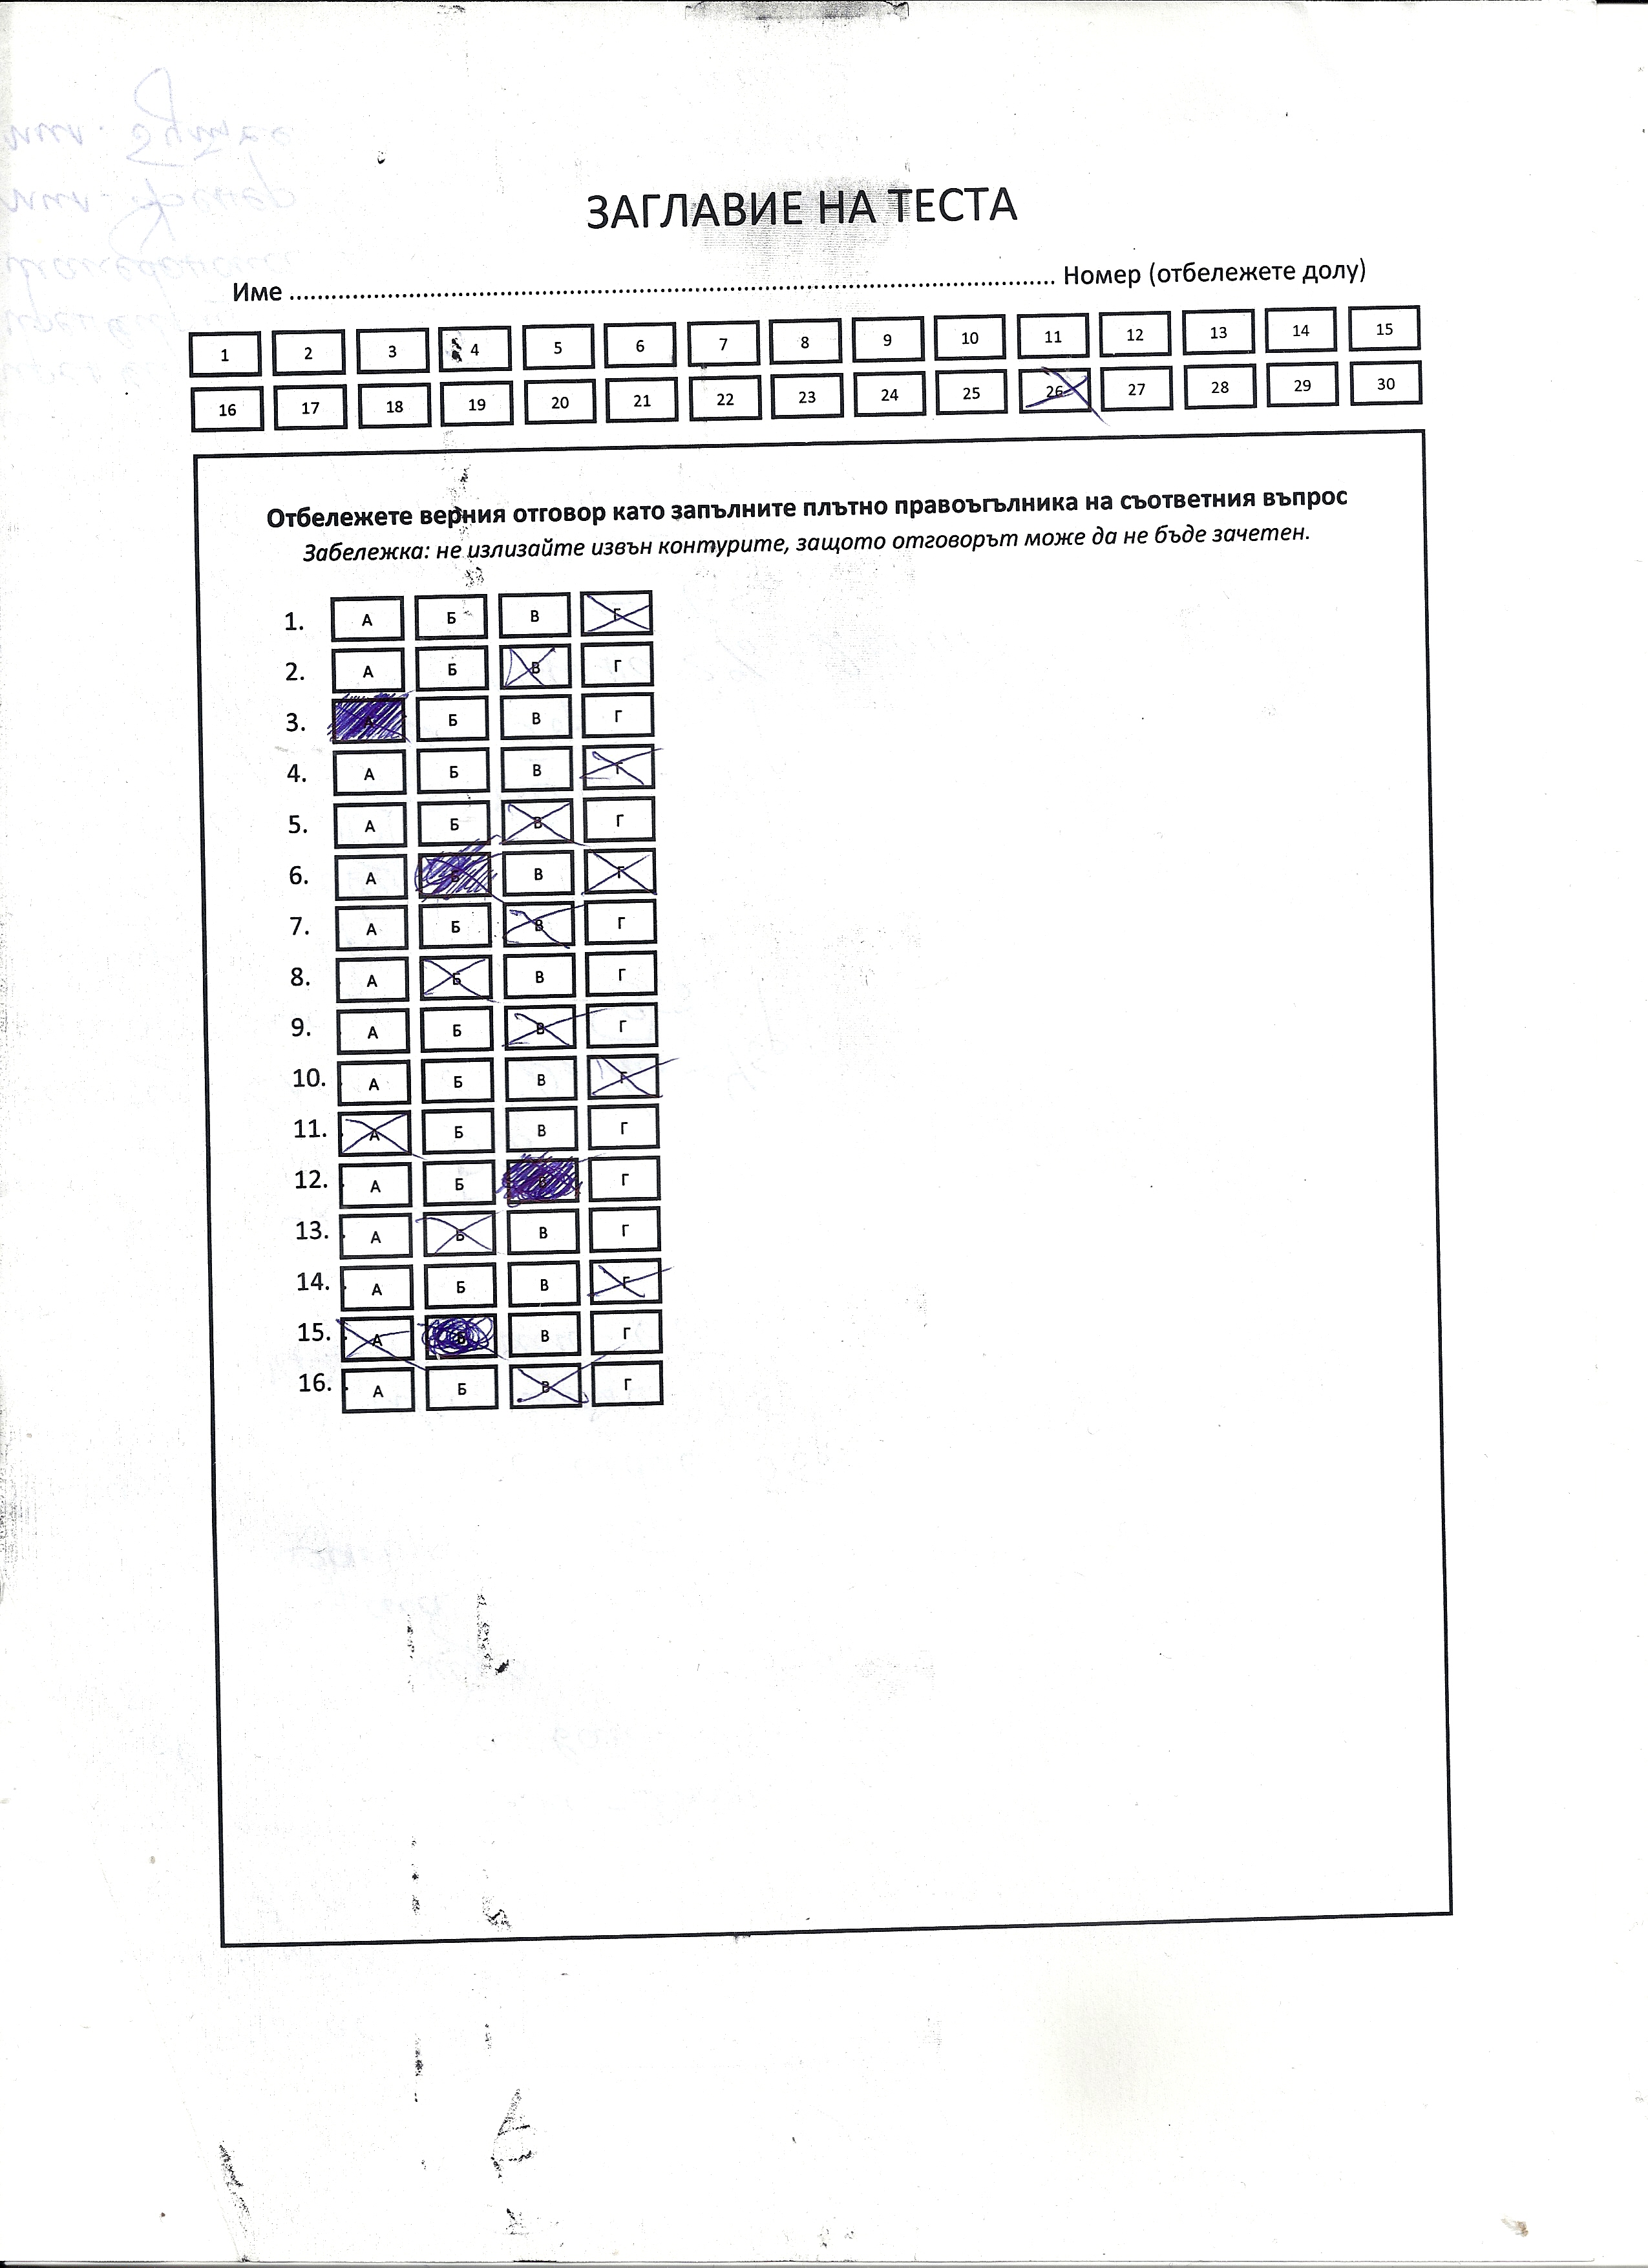 ЗАГЛАВИЕ НА ТЕСТА
Име ........................................................................................................... Номер (отбележете долу)
1 2 3 4 5 6 7 8 9 10 11 12 13 14 15
16 17 18 19 20 21 22 23 24 25 26 27 28 29 30
Отбележете верния отговор като запълните плътно правоъгълника на съответния въпрос
Забележка: не излизайте извън контурите, защото отговорът може да не бъде зачетен.
1. А Б В Г
2. А Б В Г
3. А Б В Г
4. А Б В Г
5. А Б В Г
6. А Б В Г
7. А Б В Г
8. А Б В Г
9. А Б В Г
10. А Б В Г
11. А Б В Г
12. А Б В Г
13. А Б В Г
14. А Б В Г
15. А Б В Г
16. А Б В Г